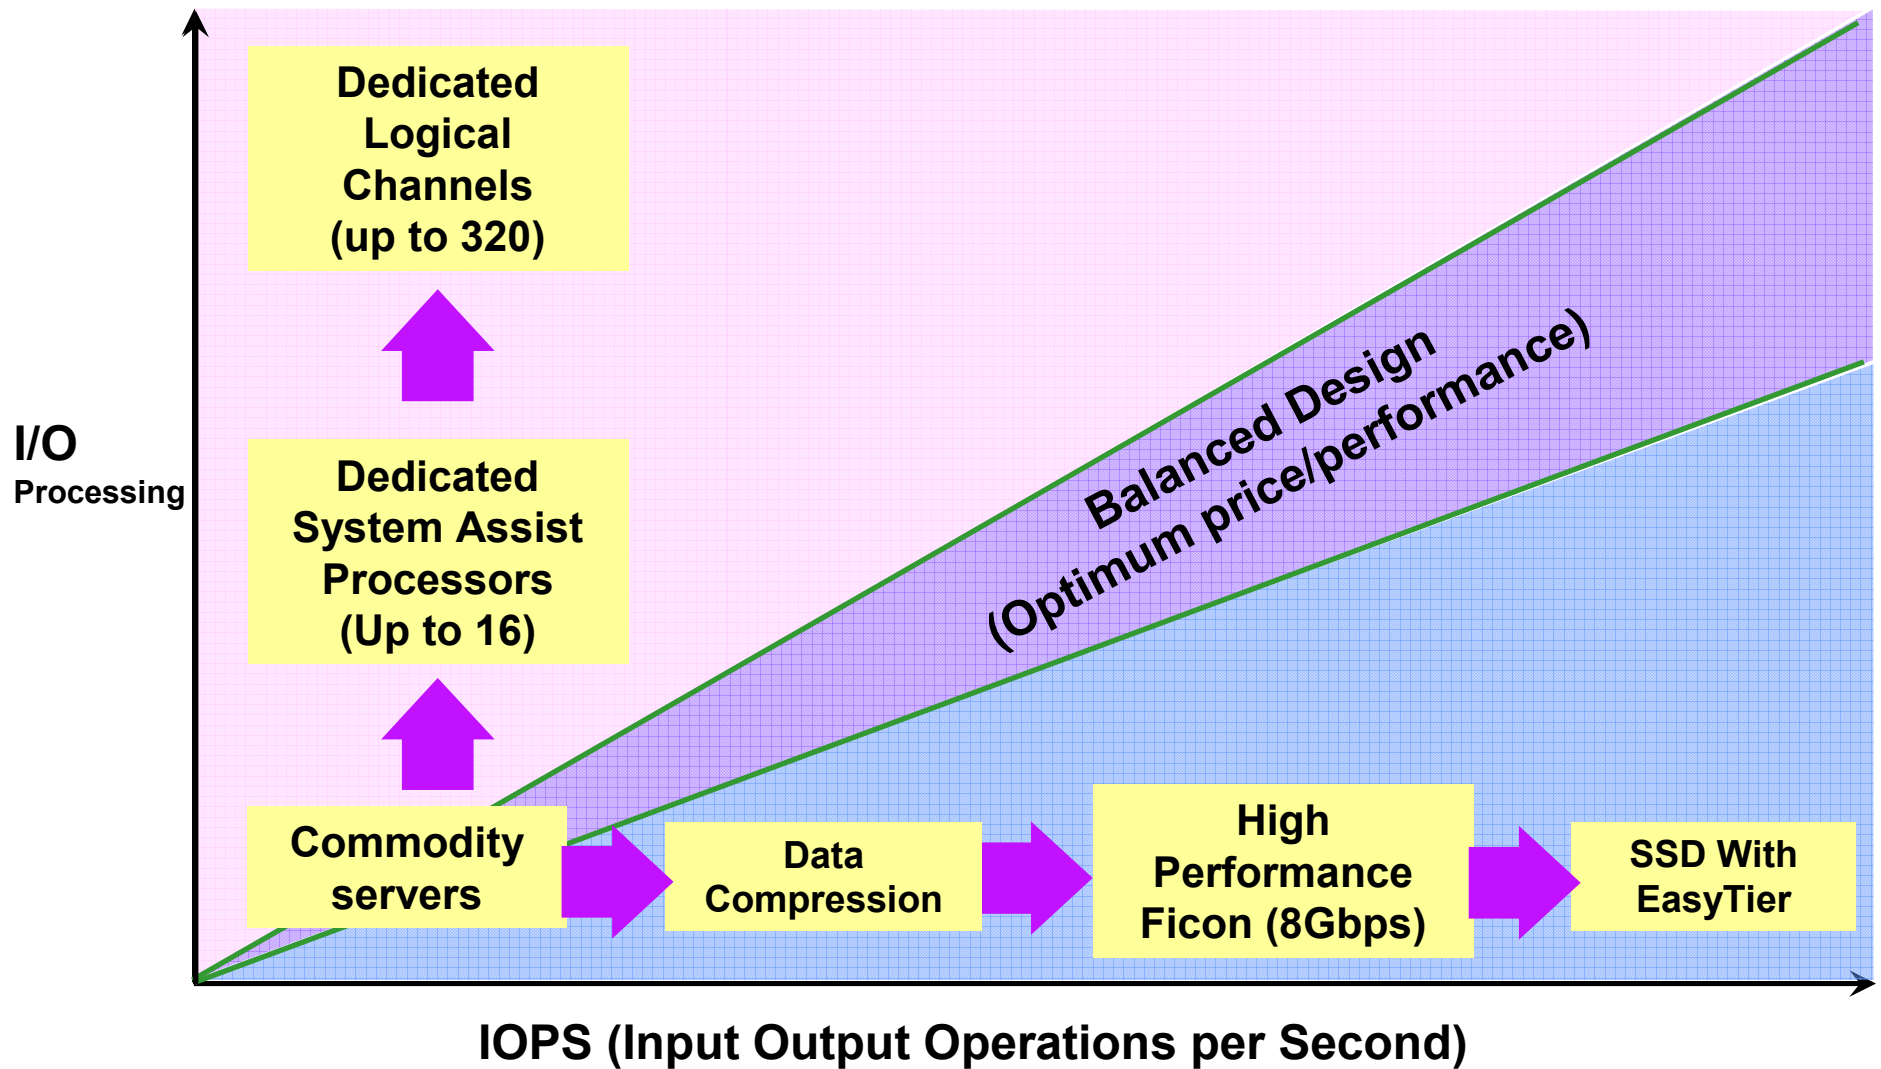 Dedicated
Logical
Channels
(up to 320)
I/O
Processing
Dedicated
System Assist
Processors
(Up to 16)
Balanced Design
(Optimum price/performance)
Commodity
servers
Data
Compression
High
Performance
Ficon (8Gbps)
SSD With
EasyTier
IOPS (Input Output Operations per Second)